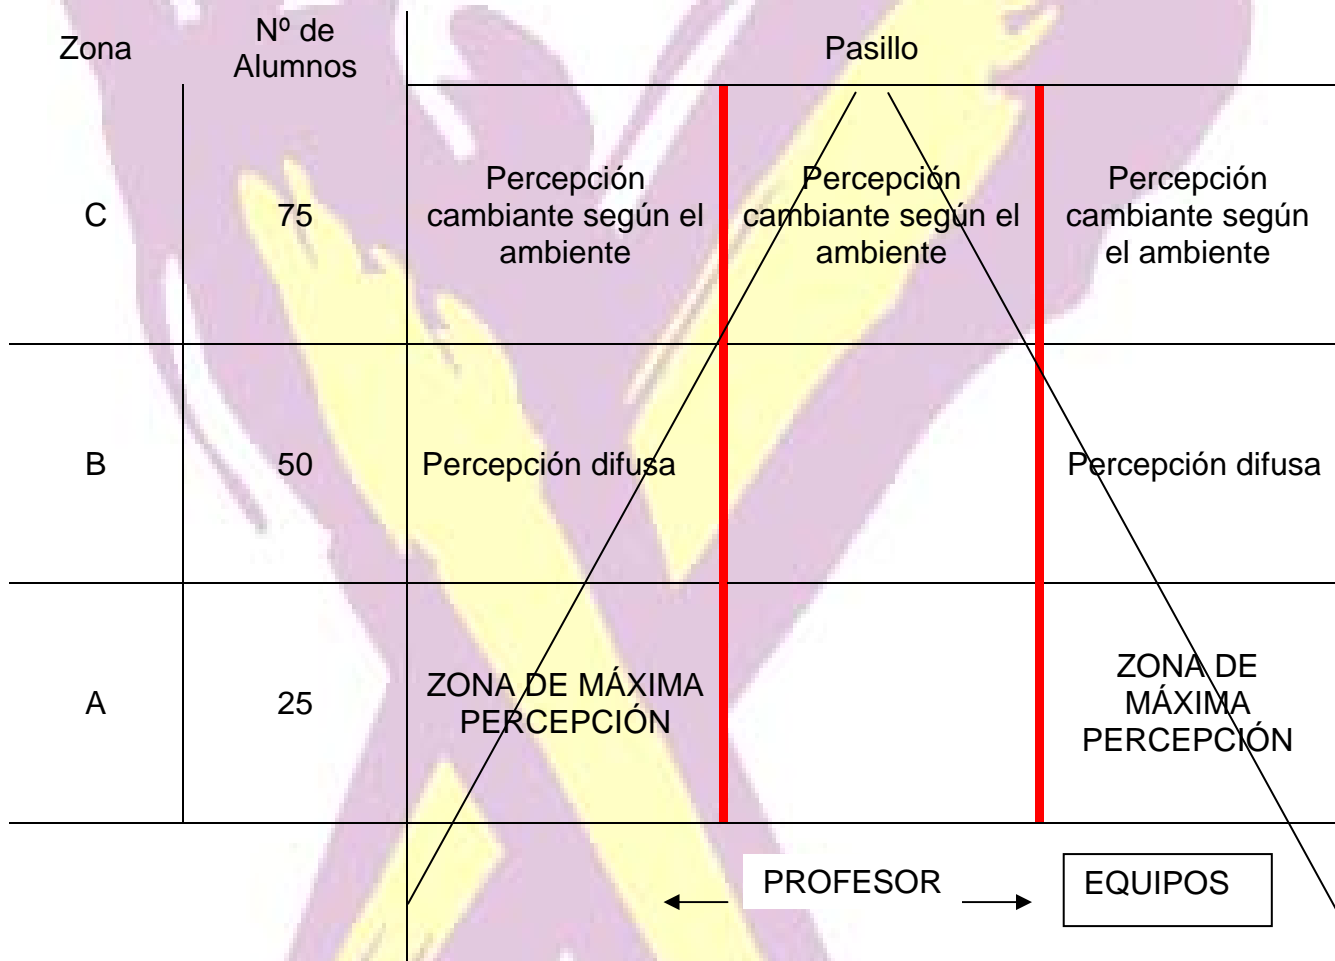 Zona
Nº de
Alumnos
Pasillo
C
75
Percepción
cambiante según el
ambiente
Percepción
cambiante según el
ambiente
Percepción
cambiante según
el ambiente
B
50
Percepción difusa
Percepción difusa
A
25
ZONA DE MÁXIMA
PERCEPCIÓN
ZONA DE
MÁXIMA
PERCEPCIÓN
PROFESOR
EQUIPOS